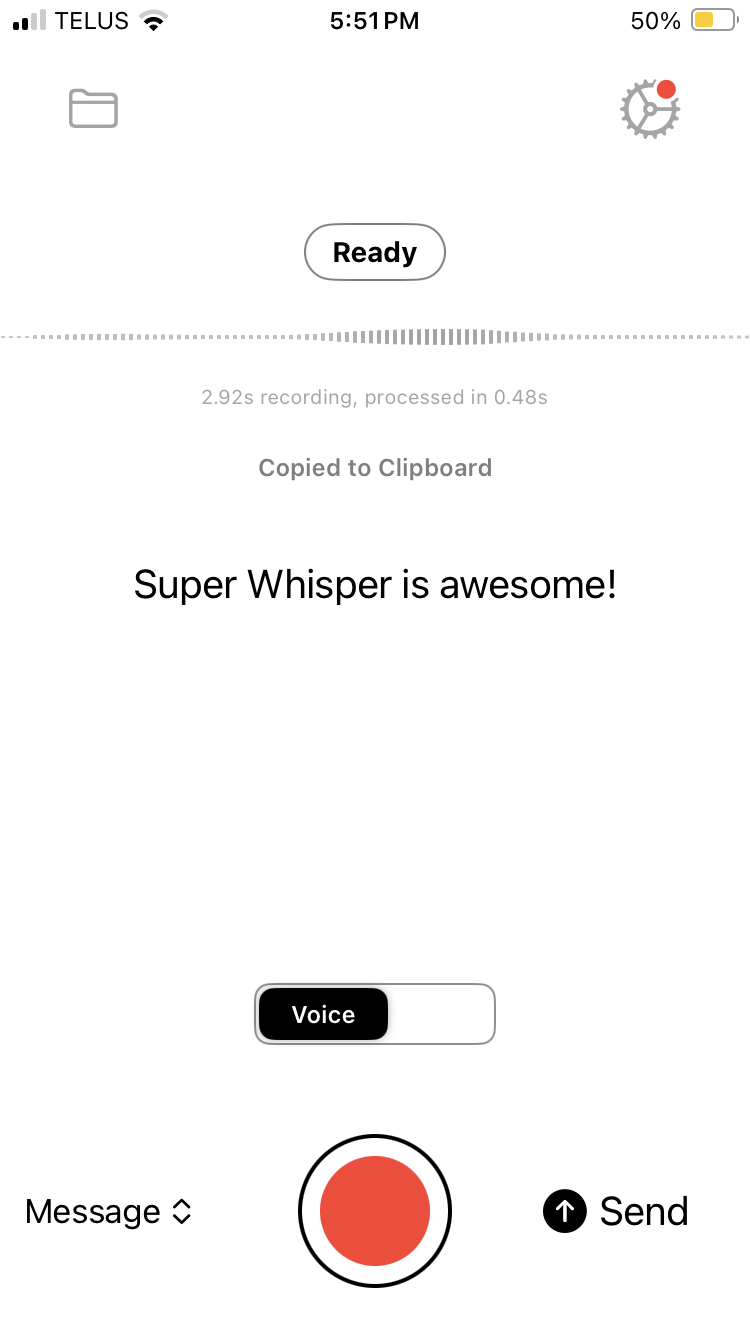 TELUS 5:51 PM 50%
Ready
2.92s recording, processed in 0.48s
Copied to Clipboard
Super Whisper is awesome!
Voice
Message Send